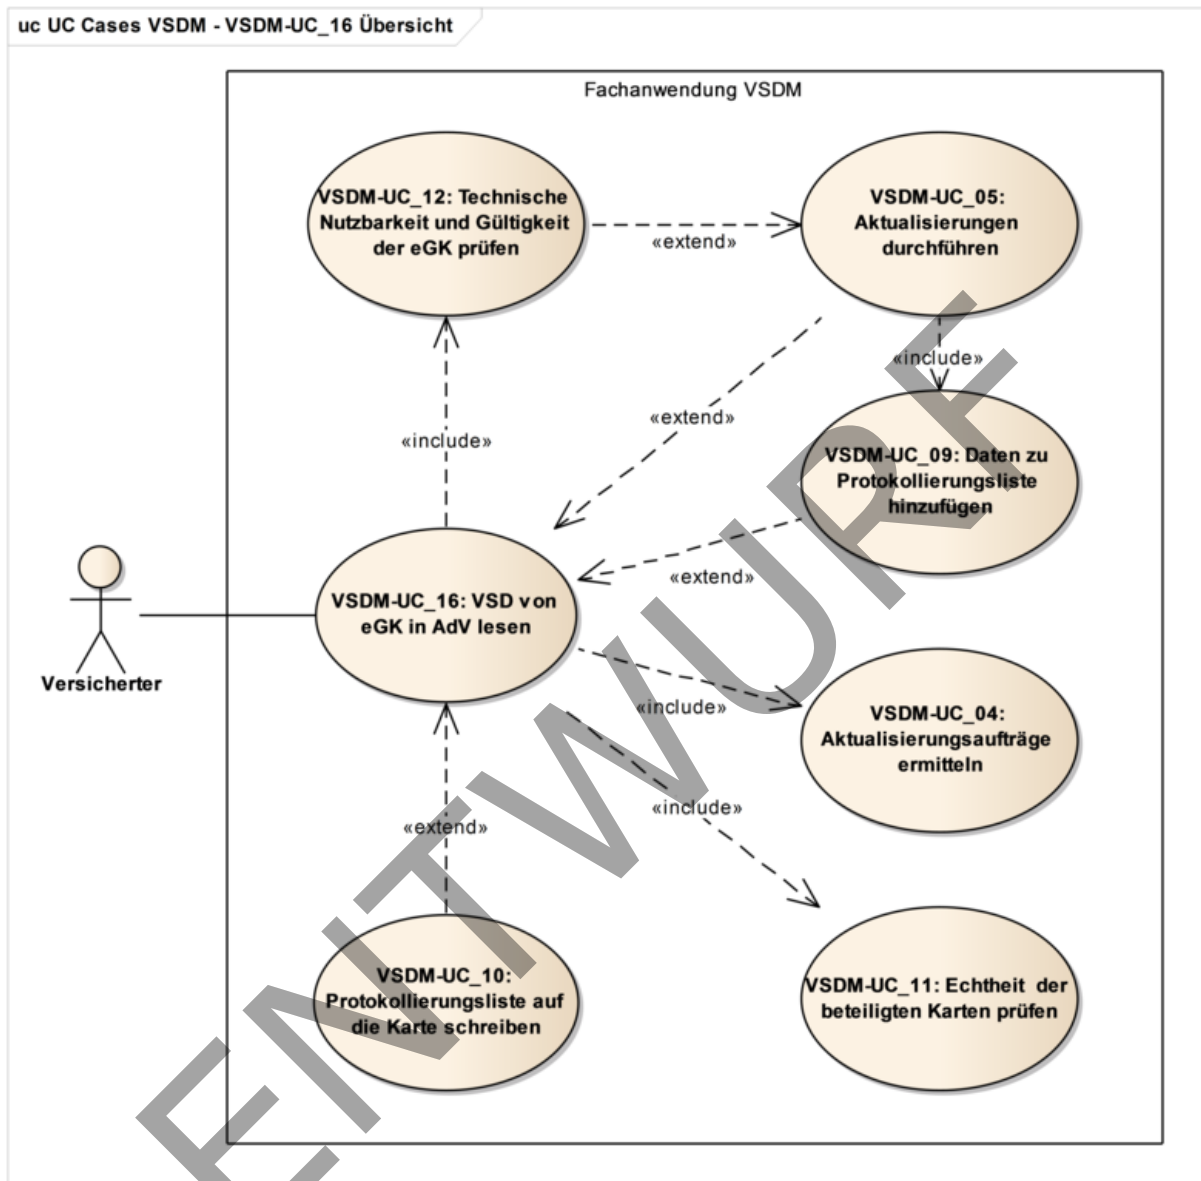 uc UC Cases VSDM - VSDM-UC_16 Übersicht
Fachanwendung VSDM
VSDM-UC_12: Technische
Nutzbarkeit und Gültigkeit
der eGK prüfen
«extend»
VSDM-UC_05:
Aktualisierungen
durchführen
«include»
«extend»
«include»
VSDM-UC_09: Daten zu
Protokollierungsliste
hinzufügen
«extend»
Versicherter
VSDM-UC_16: VSD von
eGK in AdV lesen
«include»
VSDM-UC_04:
Aktualisierungsaufträge
ermitteln
«include»
«extend»
VSDM-UC_10:
Protokollierungsliste auf
die Karte schreiben
VSDM-UC_11: Echtheit der
beteiligten Karten prüfen
ENTWURF